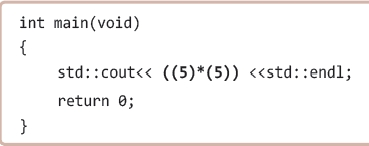 int main(void)
{
    std::cout<< ((5)*(5)) <<std::endl;
    return 0;
}